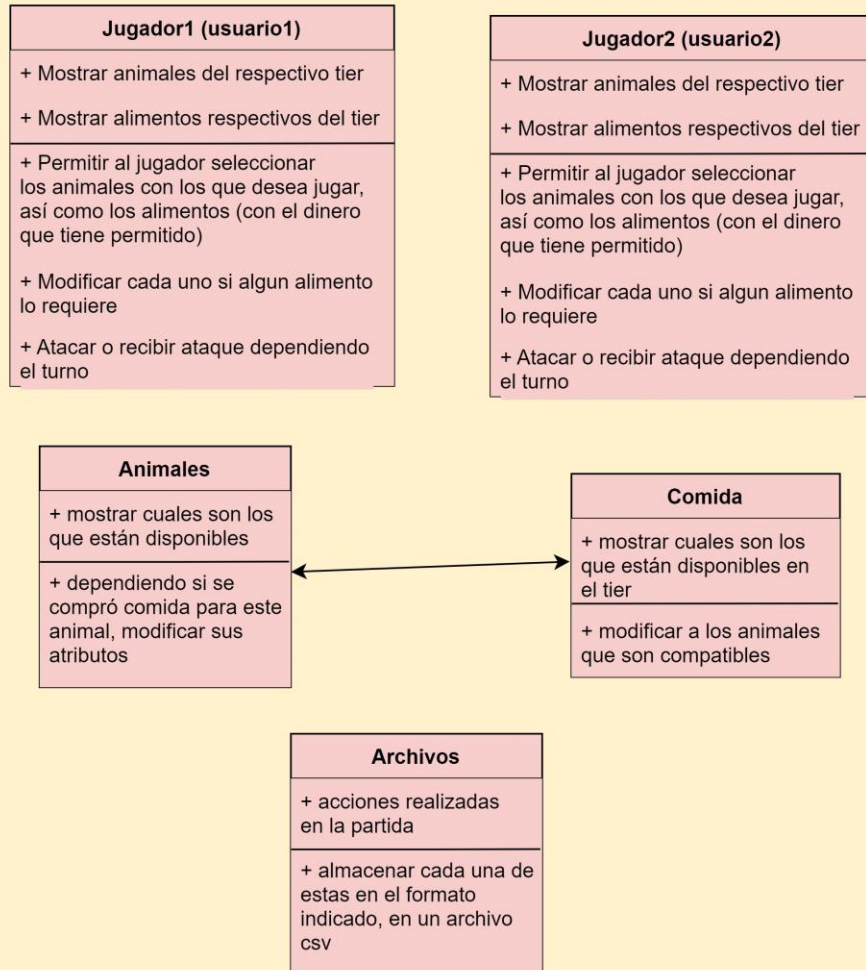 Jugador1 (usuario1)
+ Mostrar animales del respectivo tier
+ Mostrar alimentos respectivos del tier
+ Permitir al jugador seleccionar
los animales con los que desea jugar,
así como los alimentos (con el dinero
que tiene permitido)
+ Modificar cada uno si algun alimento
lo requiere
+ Atacar o recibir ataque dependiendo
el turno
Jugador2 (usuario2)
+ Mostrar animales del respectivo tier
+ Mostrar alimentos respectivos del tier
+ Permitir al jugador seleccionar
los animales con los que desea jugar,
así como los alimentos (con el dinero
que tiene permitido)
+ Modificar cada uno si algun alimento
lo requiere
+ Atacar o recibir ataque dependiendo
el turno
Animales
+ mostrar cuales son los
que están disponibles
+ dependiendo si se
compró comida para este
animal, modificar sus
atributos
Comida
+ mostrar cuales son los
que están disponibles en
el tier
+ modificar a los animales
que son compatibles
Archivos
+ acciones realizadas
en la partida
+ almacenar cada una de
estas en el formato
indicado, en un archivo
csv